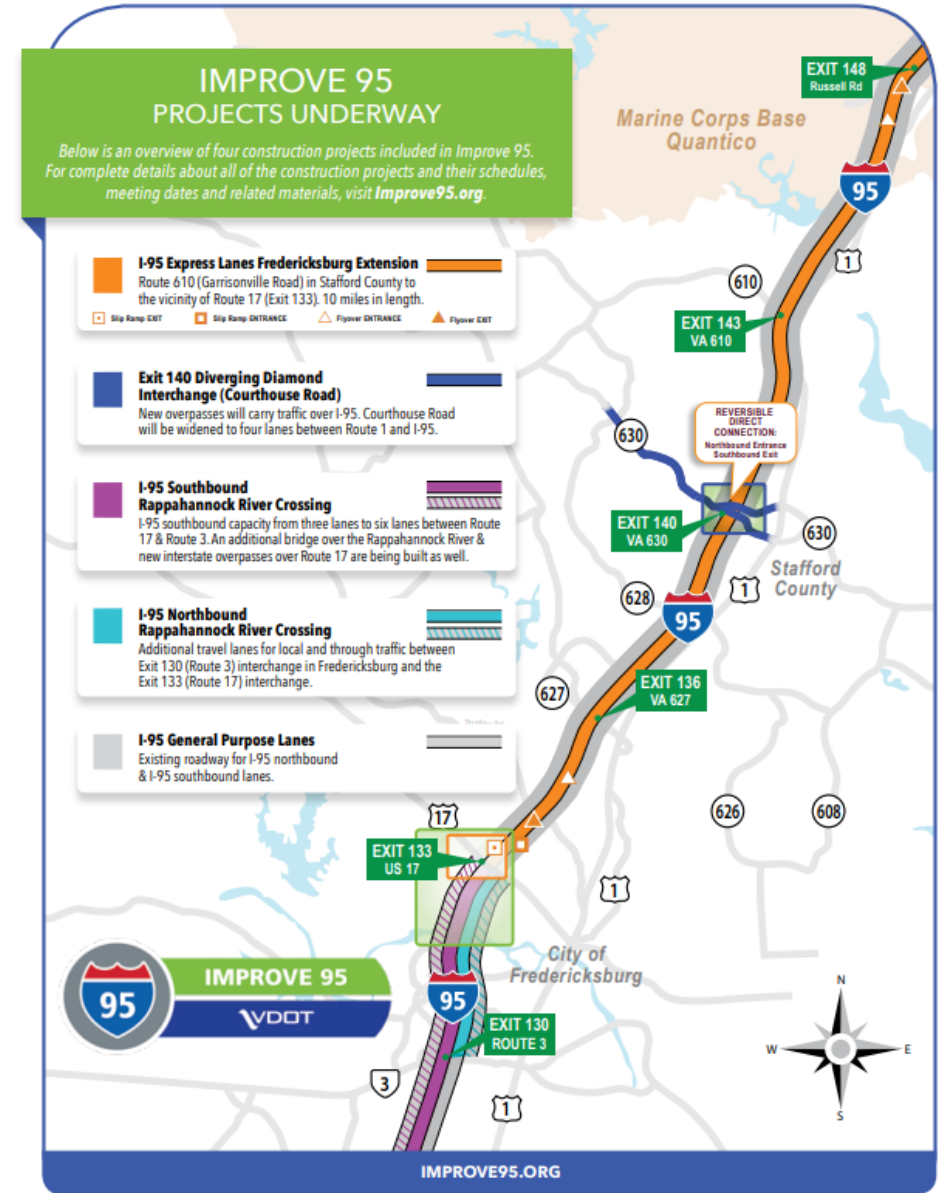 IMPROVE 95
PROJECTS UNDERWAY
Below is an overview of four construction projects included in Improve 95.
For complete details about all of the construction projects and their schedules,
meeting dates and related materials, visit Improve95.org.
I-95 Express Lanes Fredericksburg Extension
Route 610 (Garrisonville Road) in Stafford County to
the vicinity of Route 17 (Exit 133). 10 miles in length.
Slip Ramp EXIT
Slip Ramp ENTRANCE
Flyover ENTRANCE
Flyover EXIT
Exit 140 Diverging Diamond
Interchange (Courthouse Road)
New overpasses will carry traffic over I-95. Courthouse Road
will be widened to four lanes between Route 1 and I-95.
I-95 Southbound
Rappahannock River Crossing
I-95 southbound capacity from three lanes to six lanes between Route
17 & Route 3. An additional bridge over the Rappahannock River &
new interstate overpasses over Route 17 are being built as well.
I-95 Northbound
Rappahannock River Crossing
Additional travel lanes for local and through traffic between
Exit 130 (Route 3) interchange in Fredericksburg and the
Exit 133 (Route 17) interchange.
I-95 General Purpose Lanes
Existing roadway for I-95 northbound
& I-95 southbound lanes.
EXIT 148
Russell Rd
Marine Corps Base
Quantico
95
1
610
EXIT 143
VA 610
REVERSIBLE
DIRECT
CONNECTION:
Northbound Entrance
Southbound Exit
630
EXIT 140
VA 630
630
Stafford
County
628
1
95
627
EXIT 136
VA 627
626
608
17
EXIT 133
US 17
1
City of
Fredericksburg
95
EXIT 130
ROUTE 3
3
1
95
IMPROVE 95
VDOT
N
W
E
S
IMPROVE95.ORG